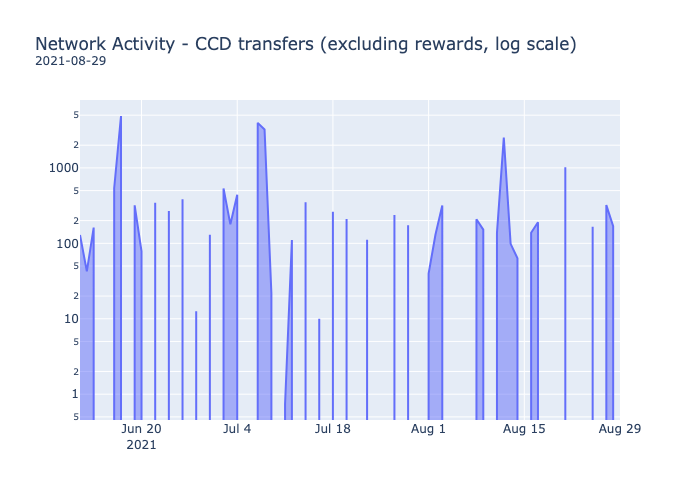 Network Activity - CCD transfers (excluding rewards, log scale)
2021-08-29
5
2
1000
5
2
100
5
2
10
5
2
1
5
Jun 20
2021
Jul 4
Jul 18
Aug 1
Aug 15
Aug 29